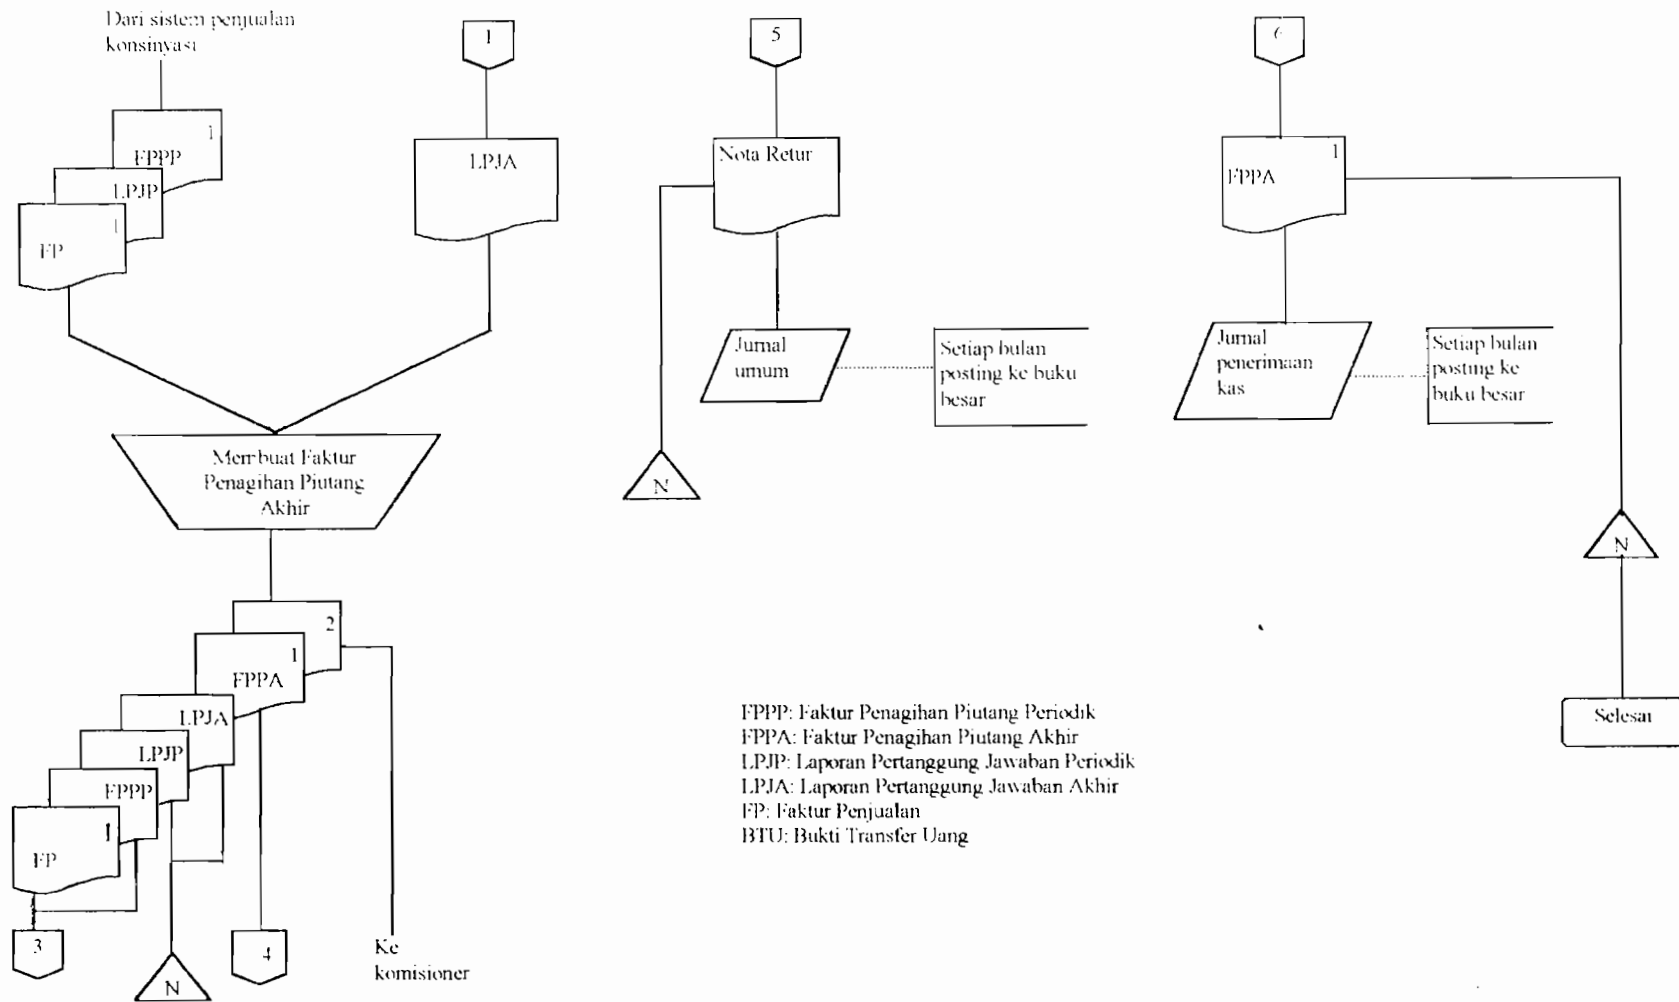 Dari sistem penjualan
konsinyasi
1
FPPP
LPJP
1
FP
1
LPJA
Membuat Faktur
Penagihan Piutang
Akhir
2
1
FPPA
LPJA
LPJP
FPPP
1
FP
3
N
4
Ke
komisioner
5
Nota Retur
Jurnal
umum
Setiap bulan
posting ke buku
besar
N
6
1
FPPA
Jurnal
penerimaan
kas
Setiap bulan
posting ke
buku besar
N
Selesai
FPPP: Faktur Penagihan Piutang Periodik
FPPA: Faktur Penagihan Piutang Akhir
LPJP: Laporan Pertanggung Jawaban Periodik
LPJA: Laporan Pertanggung Jawaban Akhir
FP: Faktur Penjualan
BTU: Bukti Transfer Uang